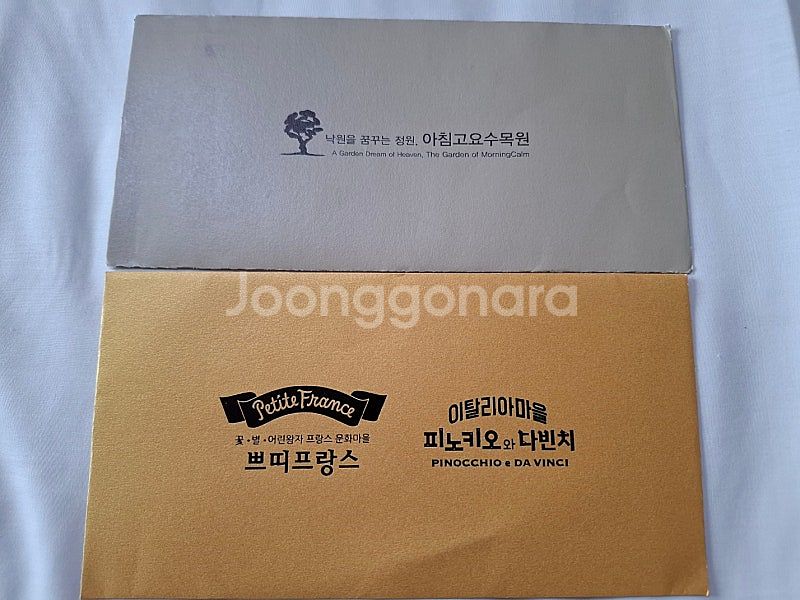 낙원을 꿈꾸는 정원, 아침고요수목원
A Garden Dream of Heaven, The Garden of MorningCalm
Joonggonara
Petite France
꽃•별•어린왕자 프랑스 문화마을
쁘띠프랑스
이탈리아마을
피노키오와 다빈치
PINOCCHIO e DA VINCI